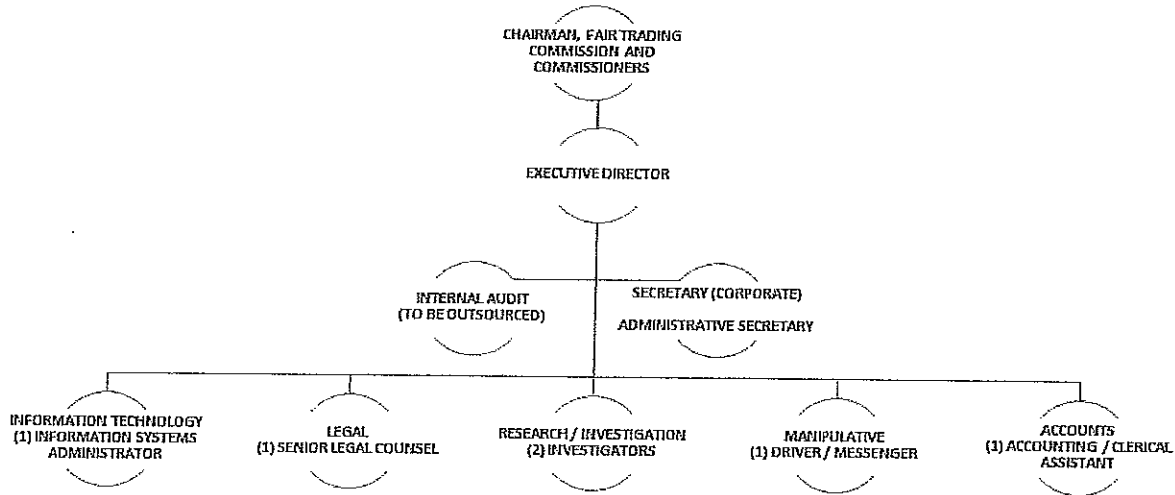 CHAIRMAN, FAIR TRADING
COMMISSION AND
COMMISSIONERS
EXECUTIVE DIRECTOR
INTERNAL AUDIT
(TO BE OUTSOURCED)
SECRETARY (CORPORATE)
ADMINISTRATIVE SECRETARY
INFORMATION TECHNOLOGY
(1) INFORMATION SYSTEMS
ADMINISTRATOR
LEGAL
(1) SENIOR LEGAL COUNSEL
RESEARCH / INVESTIGATION
(2) INVESTIGATORS
MANIPULATIVE
(1) DRIVER / MESSENGER
ACCOUNTS
(1) ACCOUNTING / CLERICAL
ASSISTANT